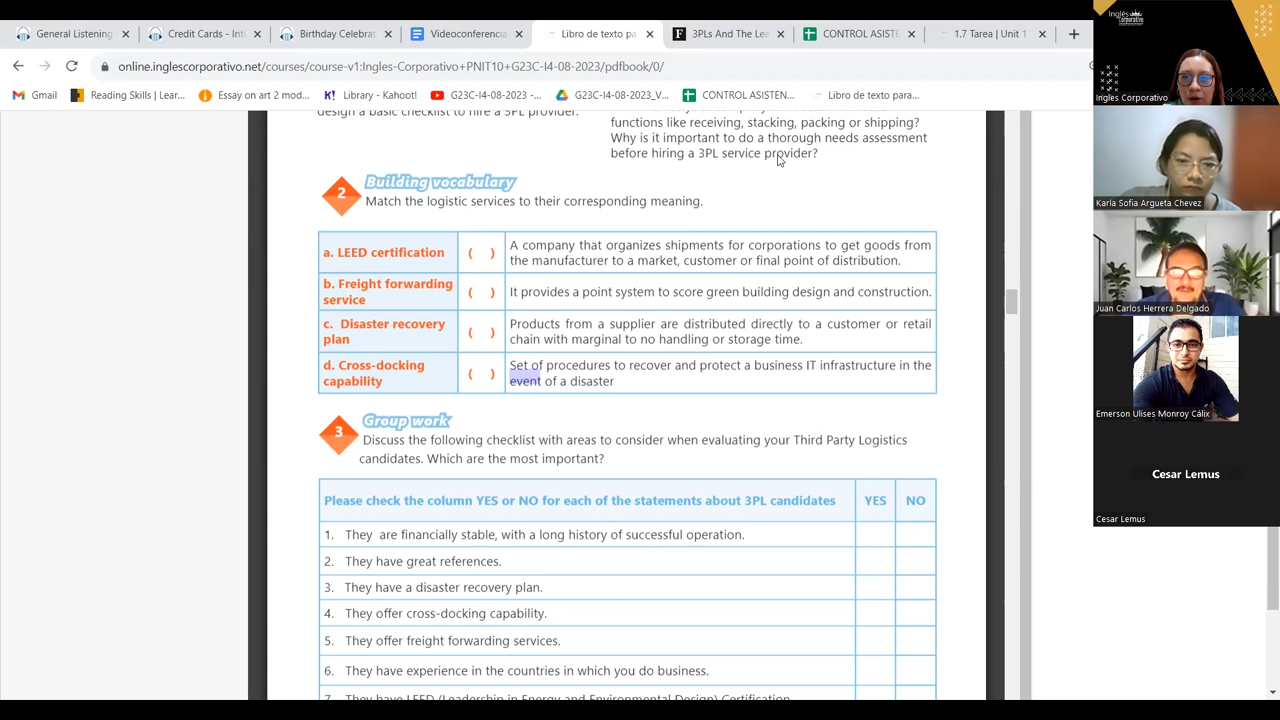 General Listening
Credit Cards - Int
Birthday Celebrat
Videoconferencia
Libro de texto pa
3PLs And The Lea
CONTROL ASISTE
1.7 Tarea | Unit 1
online.inglescorporativo.net/courses/course-v1:Ingles-Corporativo+PNIT10+G23C-I4-08-2023/pdfbook/0/
Gmail
Reading Skills | Lear...
Essay on art 2 mod...
Library - Kahoot!
G23C-I4-08-2023 -...
G23C-I4-08-2023_V...
CONTROL ASISTEN...
Libro de texto para...
design a basic checklist to hire a 3PL provider.
functions like receiving, stacking, packing or shipping?
Why is it important to do a thorough needs assessment
before hiring a 3PL service provider?
2 Building vocabulary
Match the logistic services to their corresponding meaning.
a. LEED certification ( ) A company that organizes shipments for corporations to get goods from
the manufacturer to a market, customer or final point of distribution.
b. Freight forwarding
service ( ) It provides a point system to score green building design and construction.
c. Disaster recovery
plan ( ) Products from a supplier are distributed directly to a customer or retail
chain with marginal to no handling or storage time.
d. Cross-docking
capability ( ) Set of procedures to recover and protect a business IT infrastructure in the
event of a disaster
3 Group work
Discuss the following checklist with areas to consider when evaluating your Third Party Logistics
candidates. Which are the most important?
Please check the column YES or NO for each of the statements about 3PL candidates YES NO
1. They are financially stable, with a long history of successful operation.
2. They have great references.
3. They have a disaster recovery plan.
4. They offer cross-docking capability.
5. They offer freight forwarding services.
6. They have experience in the countries in which you do business.
7. They have LEED (Leadership in Energy and Environmental Design) Certification
Inglés
Corporativo
Ingles Corporativo
Karla Sofia Argueta Chevez
Juan Carlos Herrera Delgado
Emerson Ulises Monroy Cálix
Cesar Lemus
Cesar Lemus